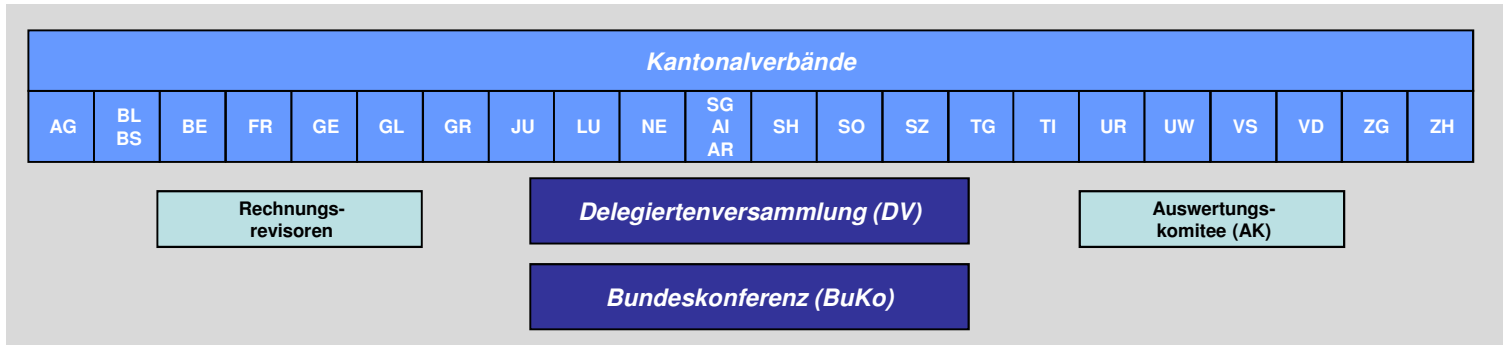 Kantonalverbände
AG BL BE FR GE GL GR JU LU NE SG SH SO SZ TG TI UR UW VS VD ZG ZH
BS AI
AR
Rechnungs-
revisoren
Delegiertenversammlung (DV)
Auswertungs-
komitee (AK)
Bundeskonferenz (BuKo)